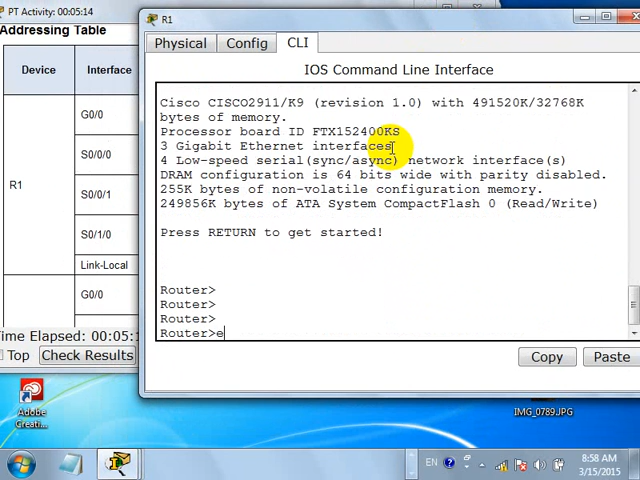 PT Activity: 00:05:14
Addressing Table
Device
Interface
R1
G0/0
S0/0/0
S0/0/1
S0/1/0
Link-Local
G0/0
Time Elapsed: 00:05:1
Top
Check Results
R1
Physical
Config
CLI
IOS Command Line Interface
Cisco CISCO2911/K9 (revision 1.0) with 491520K/32768K
bytes of memory.
Processor board ID FTX152400KS
3 Gigabit Ethernet interfaces
4 Low-speed serial(sync/async) network interface(s)
DRAM configuration is 64 bits wide with parity disabled.
255K bytes of non-volatile configuration memory.
249856K bytes of ATA System CompactFlash 0 (Read/Write)
Press RETURN to get started!
Router>
Router>
Router>
Router>e
Copy
Paste
Adobe
Creati...
IMG_0789.JPG
EN
8:58 AM
3/15/2015